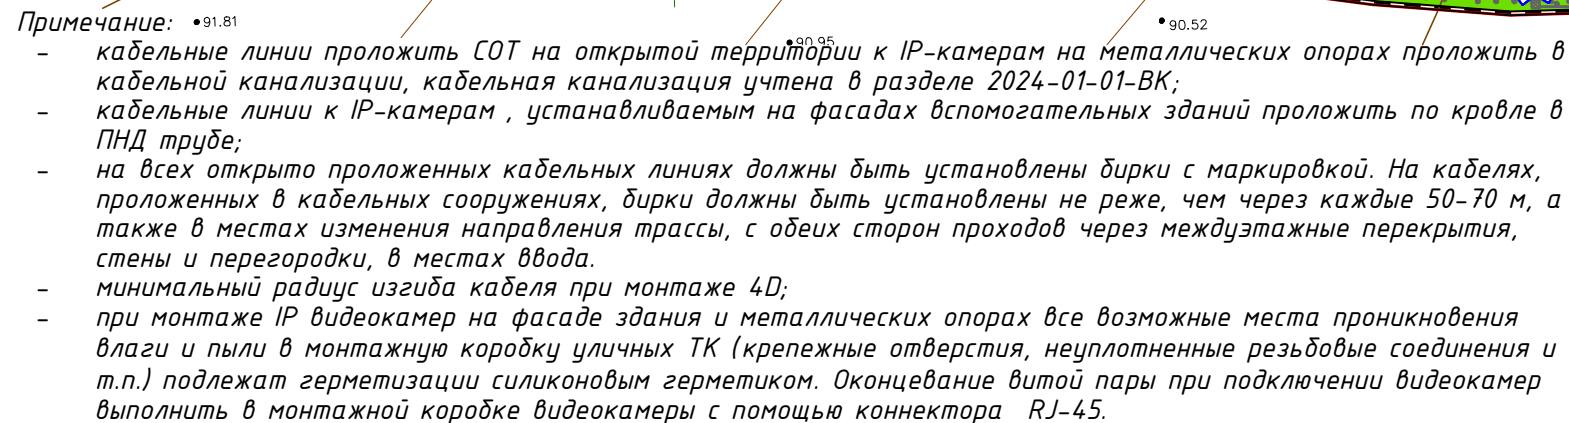 Примечание: 91.81
90.52
90.95
- кабельные линии проложить СОТ на открытой территории к IP-камерам на металлических опорах проложить в
кабельной канализации, кабельная канализация учтена в разделе 2024-01-01-ВК;
- кабельные линии к IP-камерам , устанавливаемым на фасадах вспомогательных зданий проложить по кровле в
ПНД трубе;
- на всех открыто проложенных кабельных линиях должны быть установлены бирки с маркировкой. На кабелях,
проложенных в кабельных сооружениях, бирки должны быть установлены не реже, чем через каждые 50-70 м, а
также в местах изменения направления трассы, с обеих сторон проходов через междуэтажные перекрытия,
стены и перегородки, в местах ввода.
- минимальный радиус изгиба кабеля при монтаже 4D;
- при монтаже IP видеокамер на фасаде здания и металлических опорах все возможные места проникновения
влаги и пыли в монтажную коробку уличных ТК (крепежные отверстия, неуплотненные резьбовые соединения и
т.п.) подлежат герметизации силиконовым герметиком. Оконцевание витой пары при подключении видеокамер
выполнить в монтажной коробке видеокамеры с помощью коннектора RJ-45.